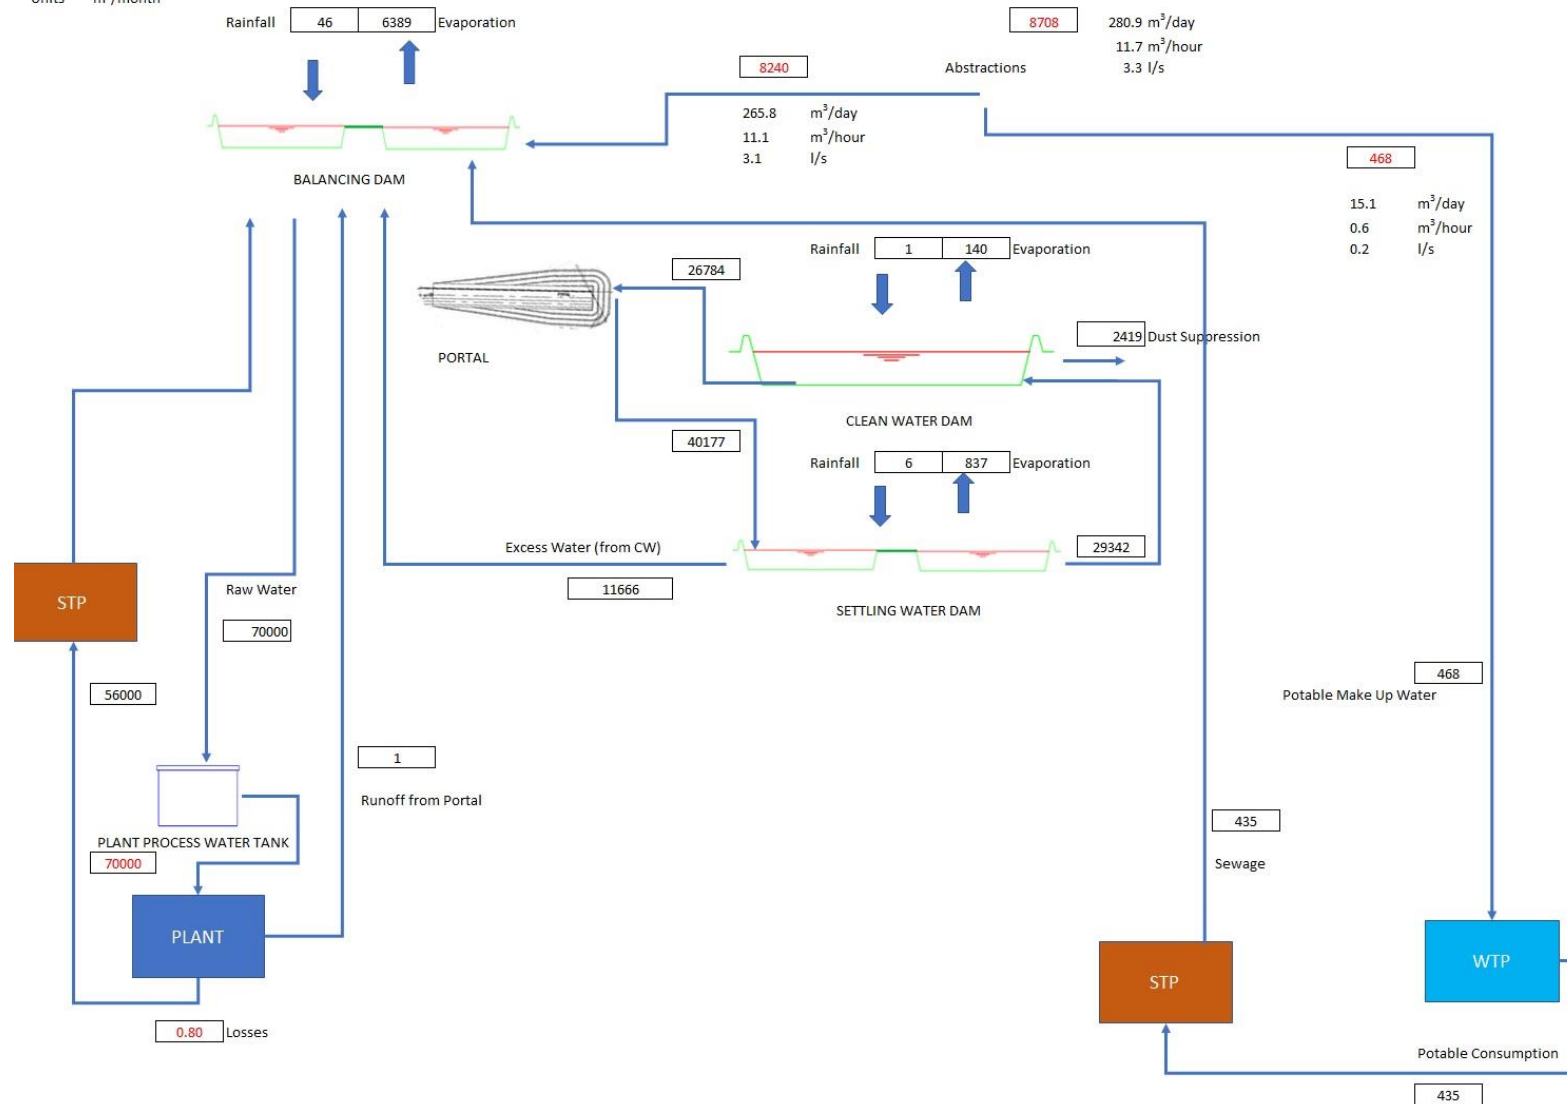 Units m³/month
Rainfall 46 6389 Evaporation
8708 280.9 m³/day
11.7 m³/hour
8240 Abstractions 3.3 l/s
265.8 m³/day
11.1 m³/hour
3.1 l/s
468
BALANCING DAM
15.1 m³/day
0.6 m³/hour
0.2 l/s
Rainfall 1 140 Evaporation
26784
2419 Dust Suppression
PORTAL
CLEAN WATER DAM
40177
Rainfall 6 837 Evaporation
Excess Water (from CW)
29342
11666
SETTLING WATER DAM
STP
Raw Water
70000
56000
468
Potable Make Up Water
1
Runoff from Portal
435
Sewage
PLANT PROCESS WATER TANK
70000
PLANT
STP
WTP
0.80 Losses
Potable Consumption
435